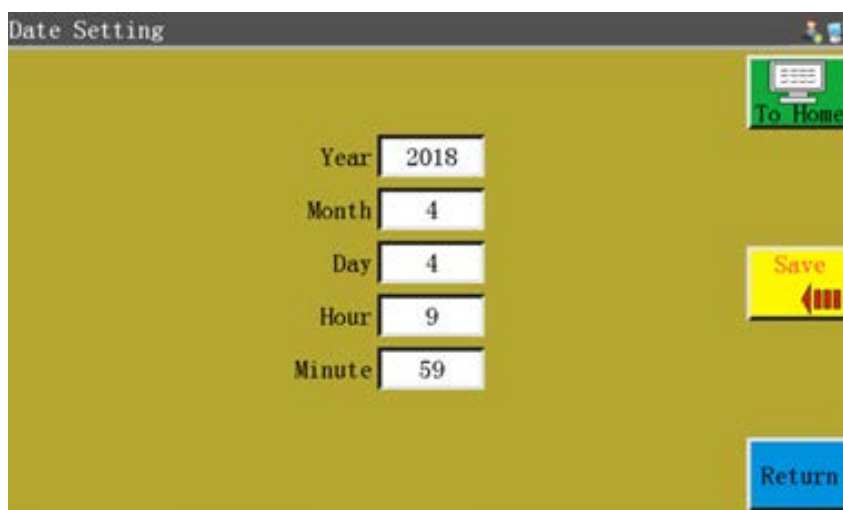 Date Setting
To Home
Year 2018
Month 4
Day 4
Save
Hour 9
Minute 59
Return